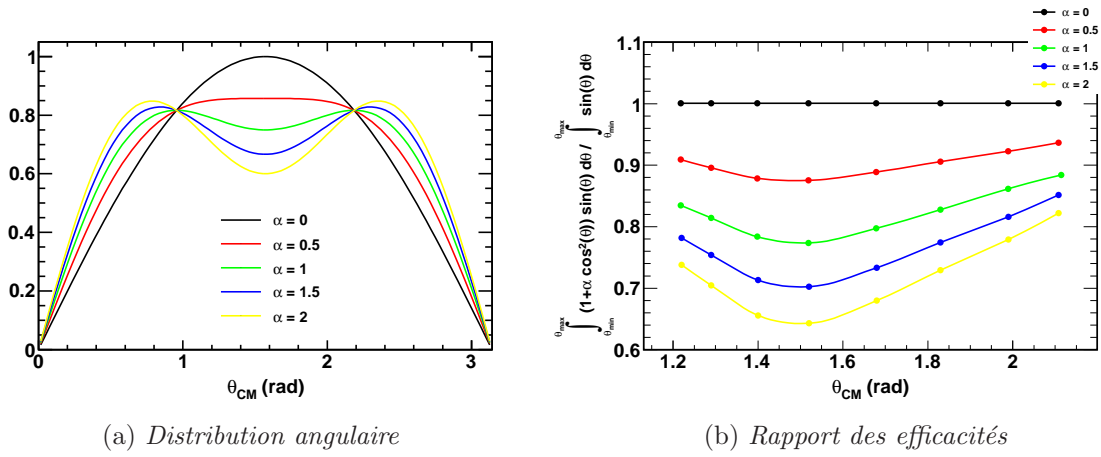 1
0.8
0.6
0.4
0.2
0
0 1 2 3
θCM (rad)
α = 0
α = 0.5
α = 1
α = 1.5
α = 2
(a) Distribution angulaire
α = 0
α = 0.5
α = 1
α = 1.5
α = 2
1.1
1
0.9
0.8
0.7
0.6
1.2 1.4 1.6 1.8 2
θmax ∫ θmin (1+α cos²(θ)) sin(θ) dθ / θmax ∫ θmin sin(θ) dθ
θCM (rad)
(b) Rapport des efficacités